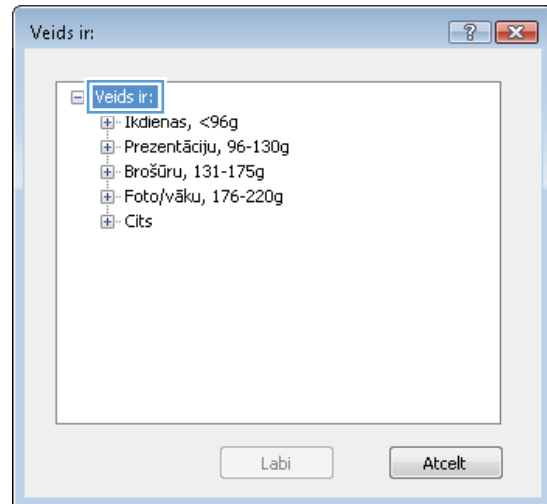 Veids ir:
Veids ir:
Ikdienas, <96g
Prezentāciju, 96-130g
Brošūru, 131-175g
Foto/vāku, 176-220g
Cits
Labi
Atcelt